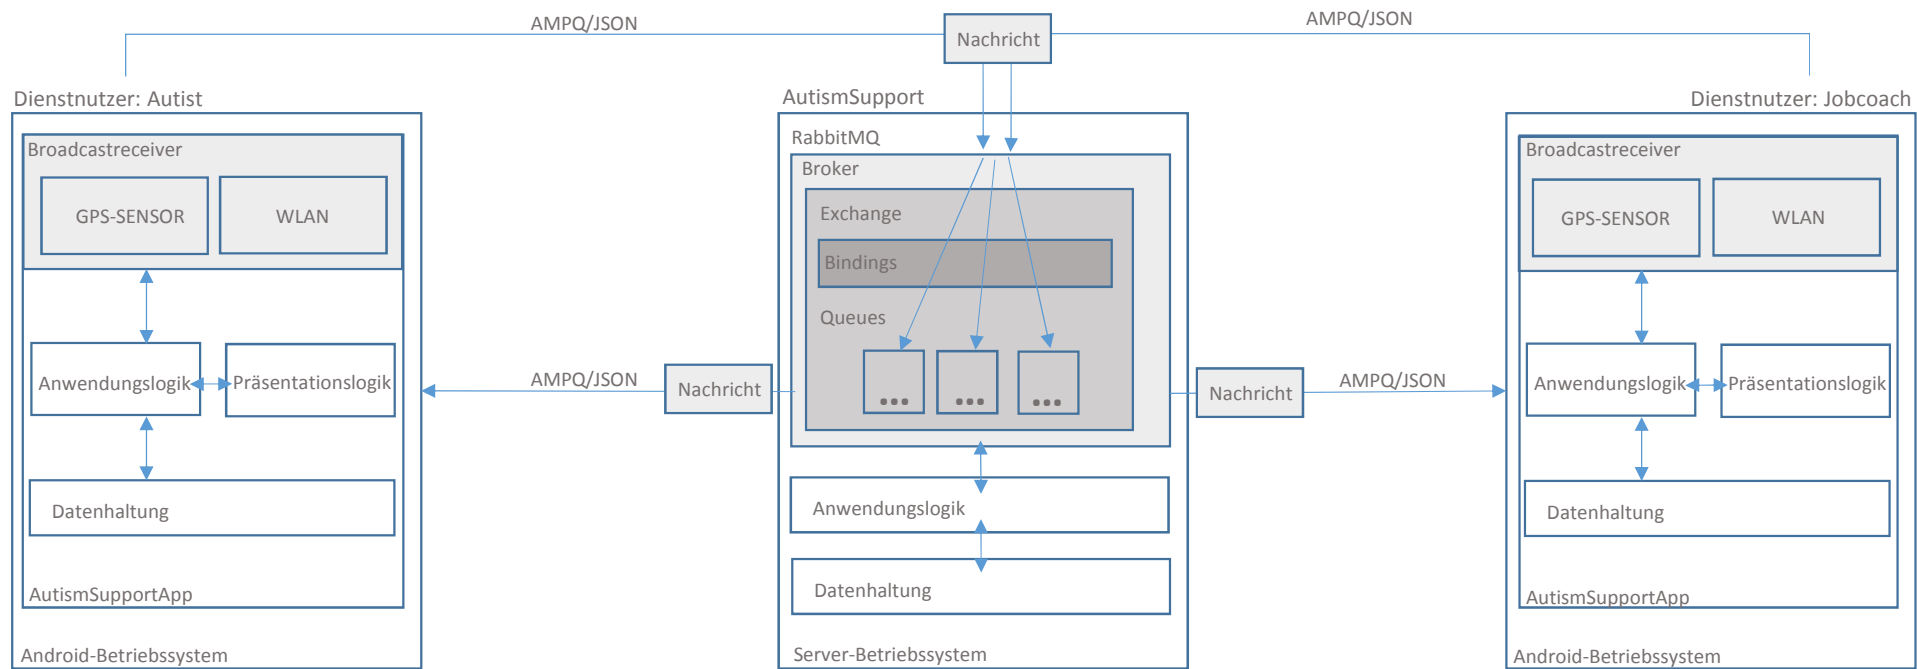 AMPQ/JSON
Nachricht
AMPQ/JSON
Dienstnutzer: Autist
Broadcastreceiver
GPS-SENSOR
WLAN
Anwendungslogik
Präsentationslogik
Datenhaltung
AutismSupportApp
Android-Betriebssystem
AMPQ/JSON
Nachricht
AutismSupport
RabbitMQ
Broker
Exchange
Bindings
Queues
...
...
...
Anwendungslogik
Datenhaltung
Server-Betriebssystem
Nachricht
AMPQ/JSON
Dienstnutzer: Jobcoach
Broadcastreceiver
GPS-SENSOR
WLAN
Anwendungslogik
Präsentationslogik
Datenhaltung
AutismSupportApp
Android-Betriebssystem